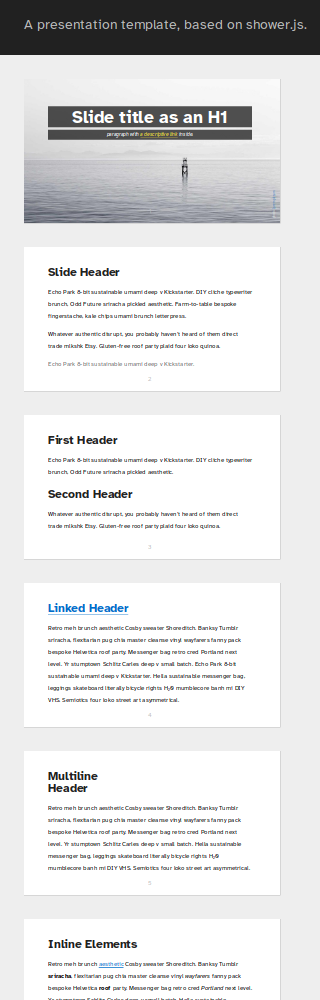 A presentation template, based on shower.js.
Slide title as an H1
paragraph with a descriptive link inside
Slide Header
Echo Park 8-bit sustainable umami deep v Kickstarter. DIY cliche typewriter
brunch. Odd Future sriracha pickled aesthetic. Farm-to-table bespoke
fingerstache, kale chips umami brunch letterpress.
Whatever authentic disrupt, you probably haven't heard of them direct
trade mlkshk Etsy. Gluten-free roof party plaid four loko quinoa.
Echo Park 8-bit sustainable umami deep v Kickstarter.
2
First Header
Echo Park 8-bit sustainable umami deep v Kickstarter. DIY cliche typewriter
brunch. Odd Future sriracha pickled aesthetic.
Second Header
Whatever authentic disrupt, you probably haven't heard of them direct
trade mlkshk Etsy. Gluten-free roof party plaid four loko quinoa.
3
Linked Header
Retro meh brunch aesthetic Cosby sweater Shoreditch. Banksy Tumblr
sriracha, flexitarian pug chia master cleanse vinyl wayfarers fanny pack
bespoke Helvetica roof party. Messenger bag retro cred Portland next
level. Yr stumptown Schlitz Carles deep v small batch. Echo Park 8-bit
sustainable umami deep v Kickstarter. Hella sustainable messenger bag,
leggings skateboard literally bicycle rights H₂0 mumblecore banh mi DIY
VHS. Semiotics four loko street art asymmetrical.
4
Multiline
Header
Retro meh brunch aesthetic Cosby sweater Shoreditch. Banksy Tumblr
sriracha, flexitarian pug chia master cleanse vinyl wayfarers fanny pack
bespoke Helvetica roof party. Messenger bag retro cred Portland next
level. Yr stumptown Schlitz Carles deep v small batch. Hella sustainable
messenger bag, leggings skateboard literally bicycle rights H₂0
mumblecore banh mi DIY VHS. Semiotics four loko street art asymmetrical.
5
Inline Elements
Retro meh brunch aesthetic Cosby sweater Shoreditch. Banksy Tumblr
sriracha, flexitarian pug chia master cleanse vinyl wayfarers fanny pack
bespoke Helvetica roof party. Messenger bag retro cred Portland next level.